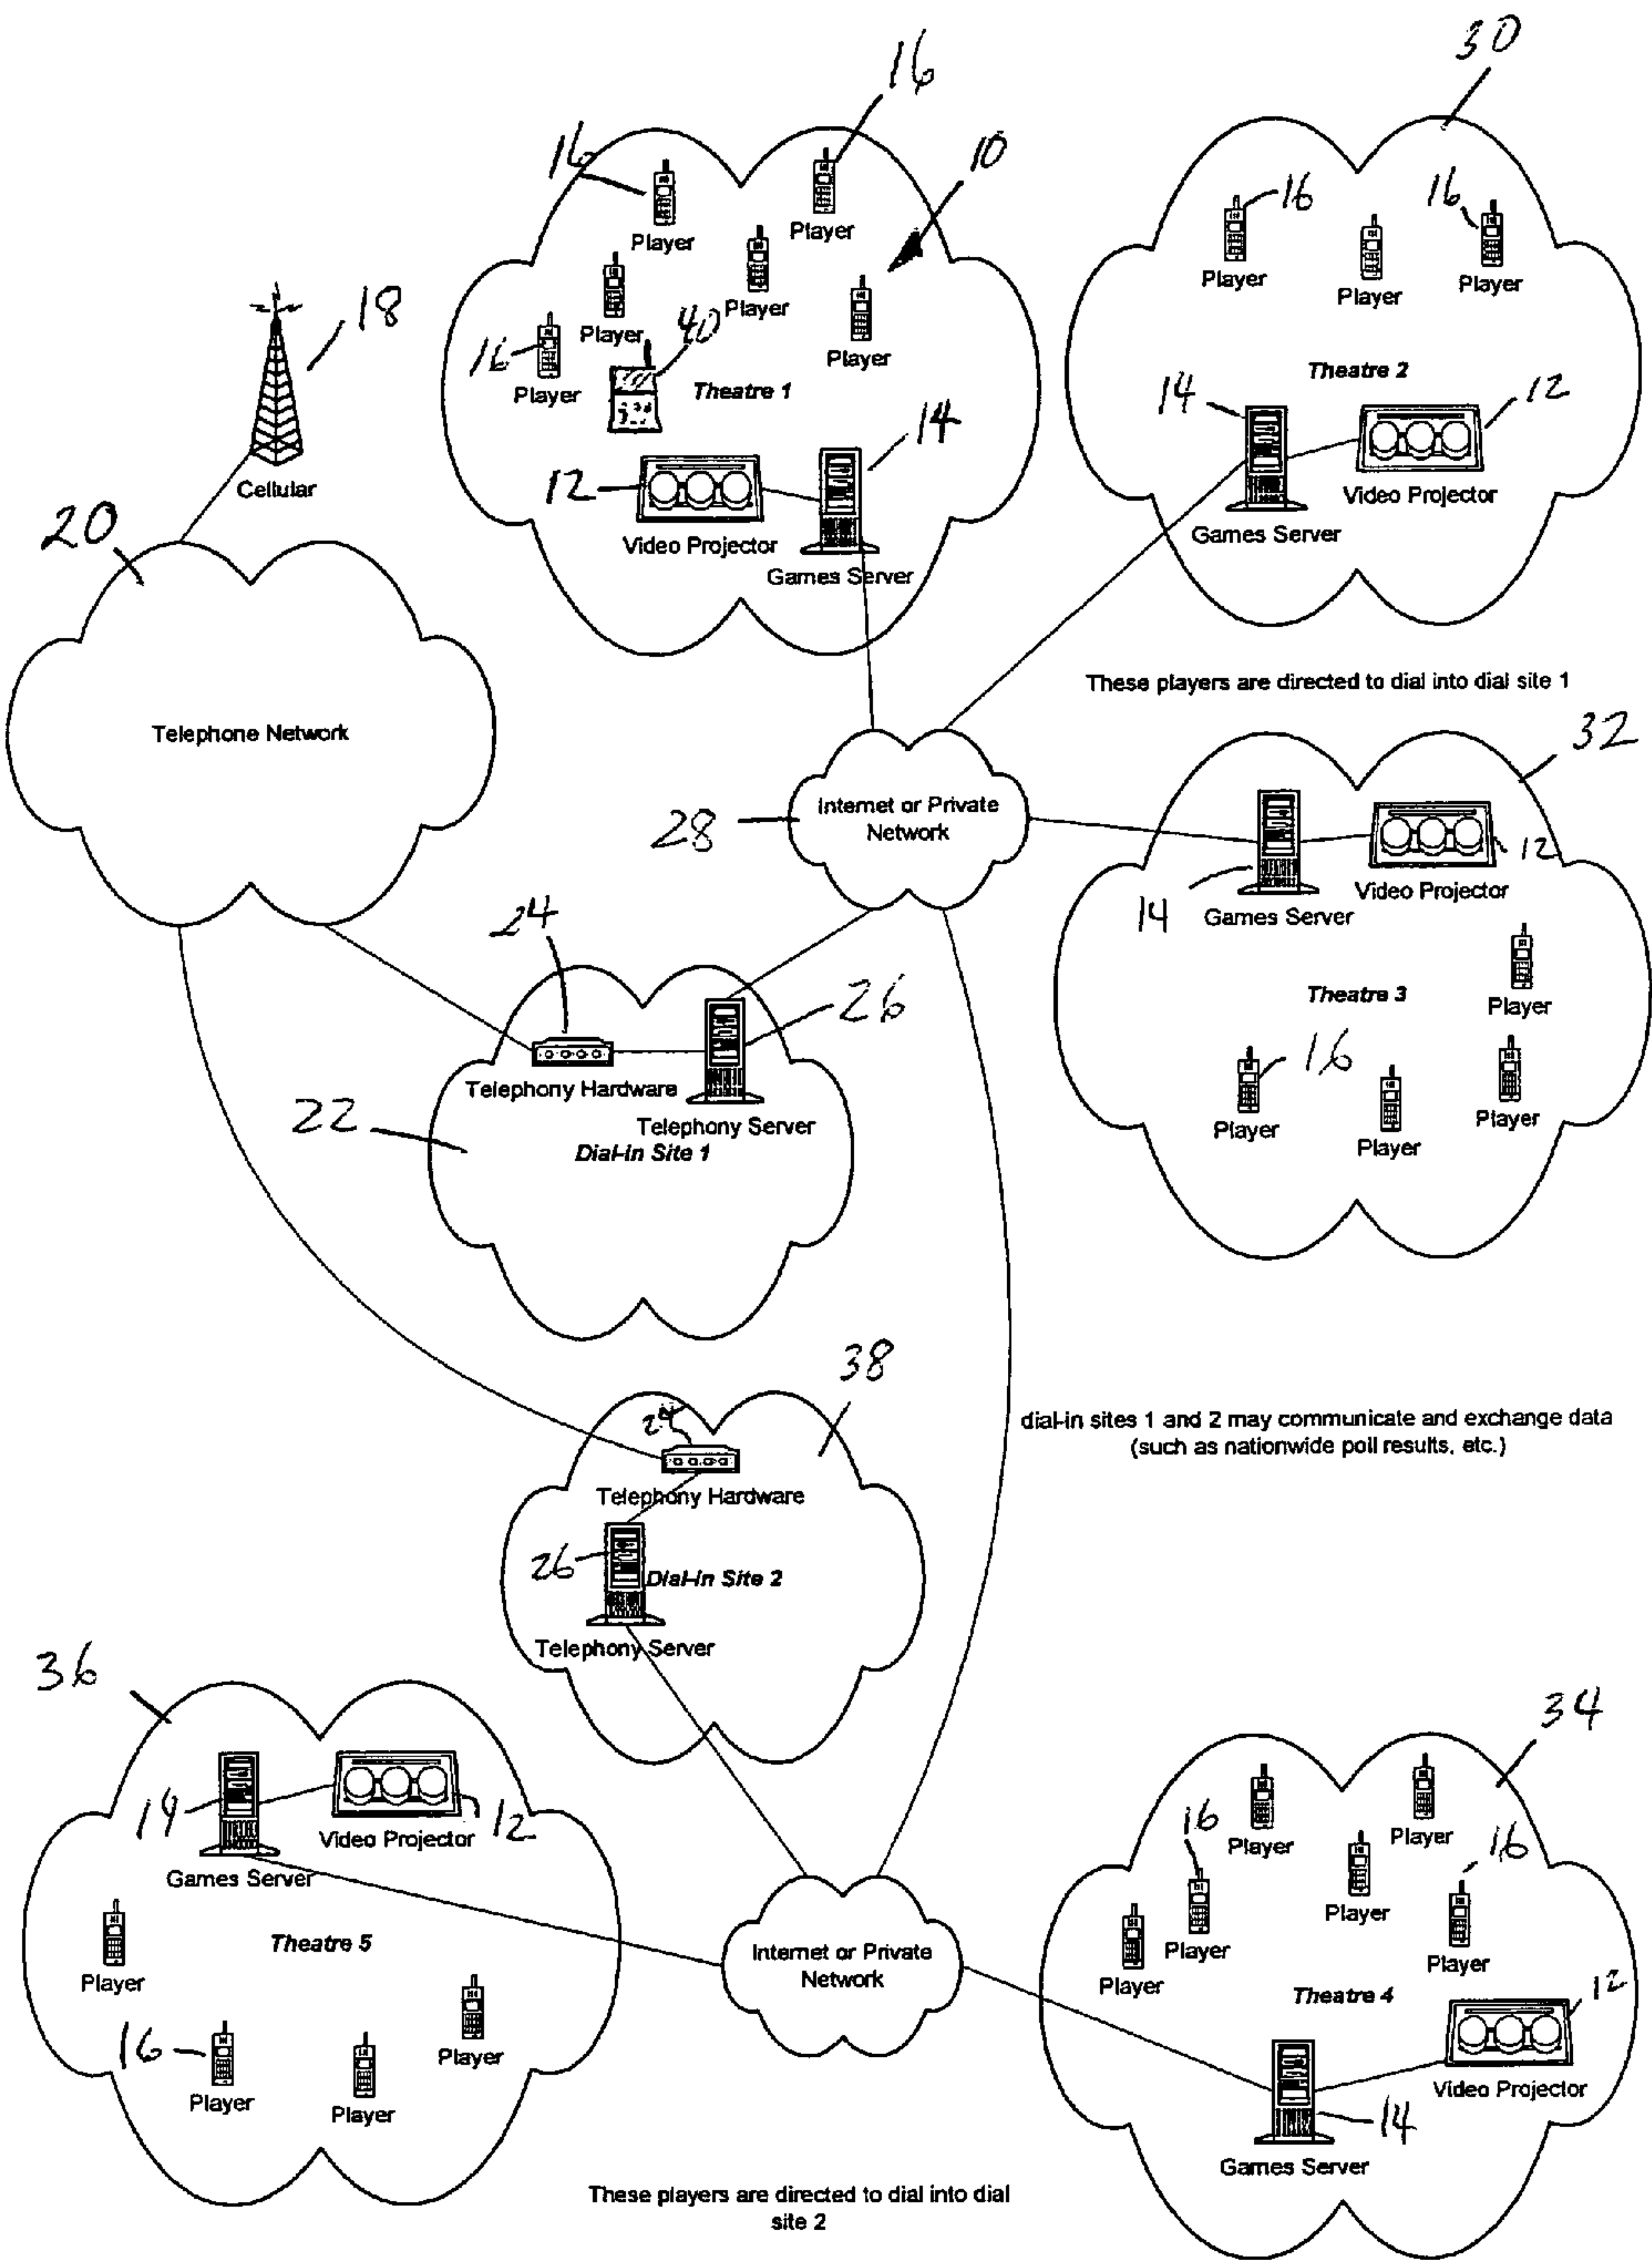 16
30
16
10
Player
Player
Player
Player
Player
Player
16
40
Theatre 1
12
14
Video Projector
Games Server
16
16
Player
Player
Player
Theatre 2
14
12
Video Projector
Games Server
18
Cellular
20
Telephone Network
These players are directed to dial into dial site 1
32
Internet or Private
Network
28
14
12
Video Projector
Games Server
Theatre 3
Player
16
Player
Player
Player
24
26
Telephony Hardware
22
Telephony Server
Dial-in Site 1
38
24
Telephony Hardware
26
Dial-in Site 2
Telephony Server
dial-in sites 1 and 2 may communicate and exchange data
(such as nationwide poll results, etc.)
36
14
12
Video Projector
Games Server
Theatre 5
Player
Player
16
Player
Player
Internet or Private
Network
34
16
16
Player
Player
Player
Player
Player
Player
Theatre 4
12
Video Projector
14
Games Server
These players are directed to dial into dial
site 2